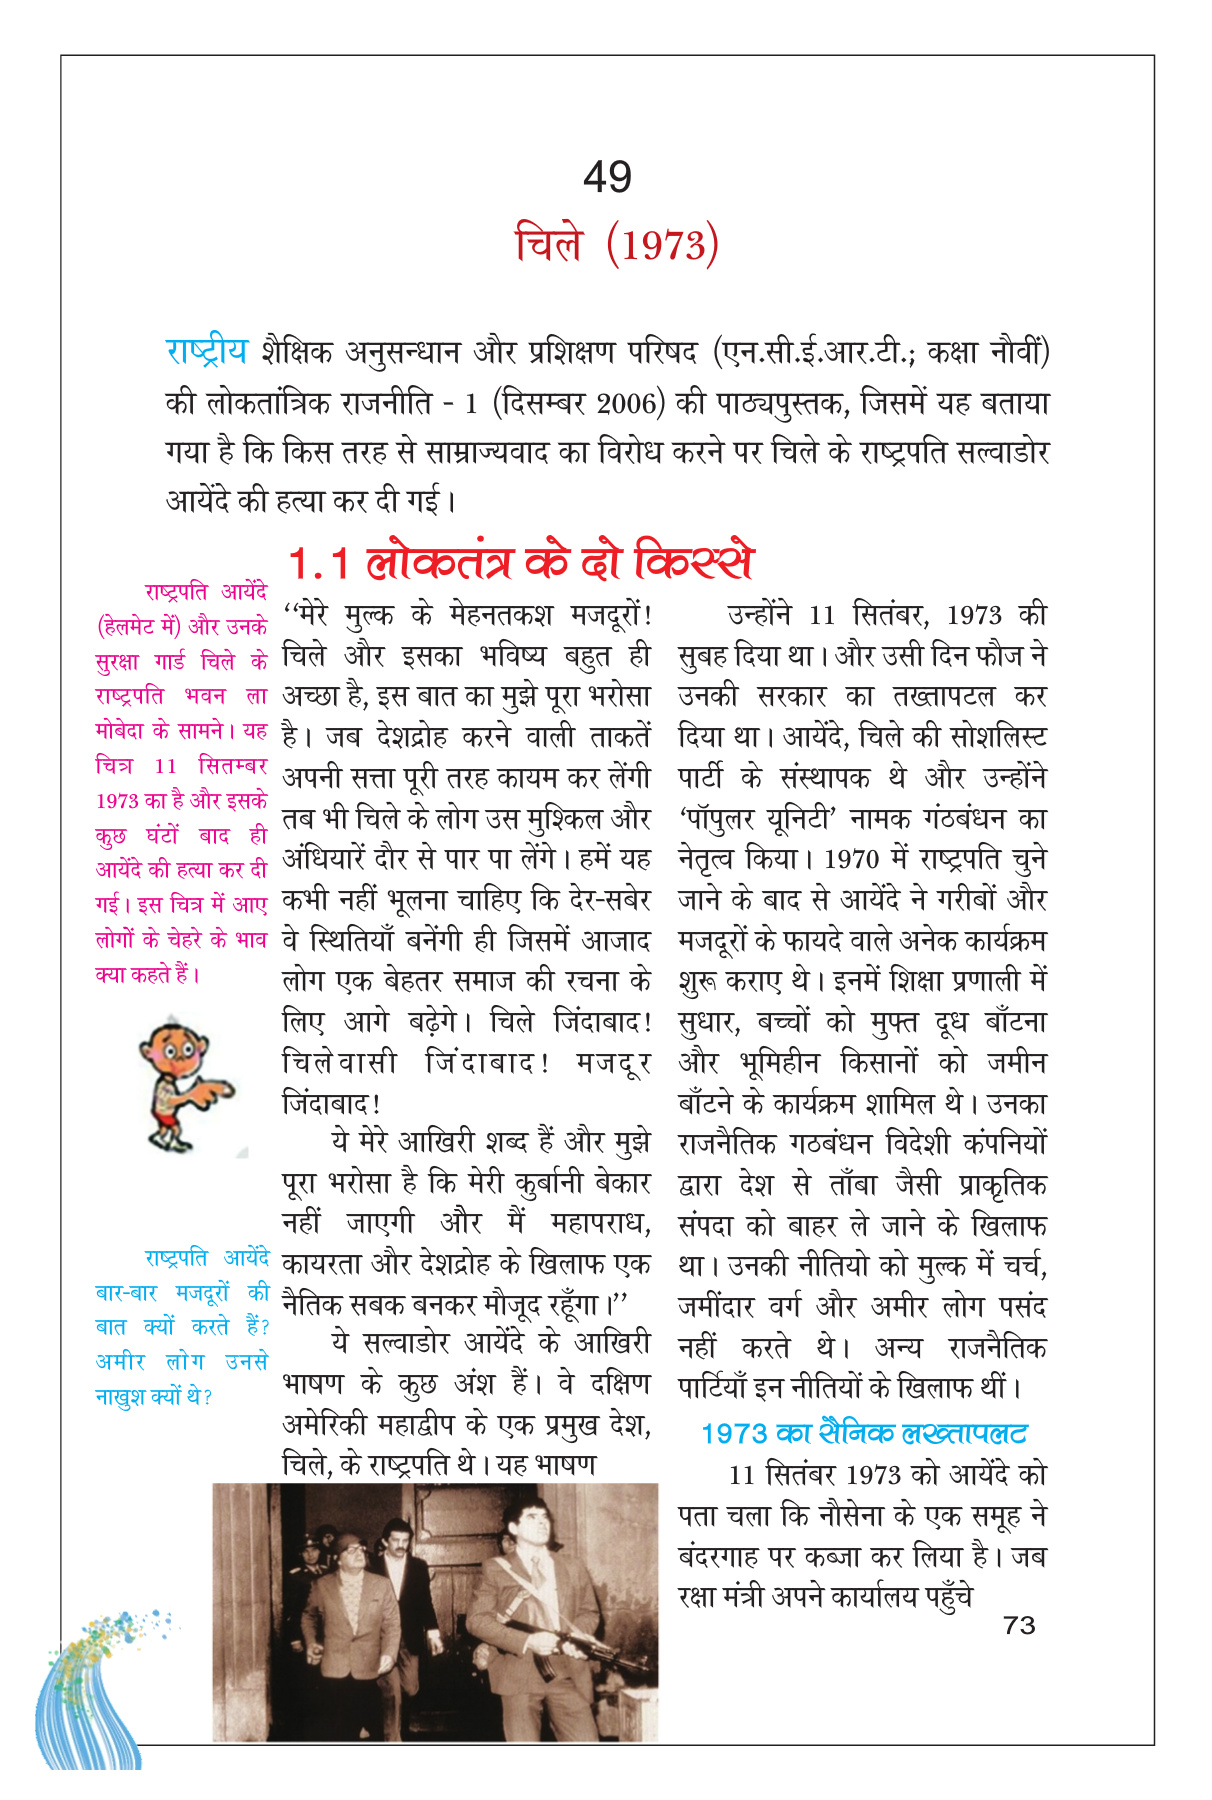 49
चिले (1973)
राष्ट्रीय शैक्षिक अनुसन्धान और प्रशिक्षण परिषद (एन.सी.ई.आर.टी.; कक्षा नौवीं)
की लोकतांत्रिक राजनीति - 1 (दिसम्बर 2006) की पाठ्यपुस्तक, जिसमें यह बताया
गया है कि किस तरह से साम्राज्यवाद का विरोध करने पर चिले के राष्ट्रपति सल्वाडोर
आयेंदे की हत्या कर दी गई।
1.1 लोकतंत्र के दो किस्से
राष्ट्रपति आयेंदे
(हेलमेट में) और उनके
सुरक्षा गार्ड चिले के
राष्ट्रपति भवन ला
मोबेदा के सामने। यह
चित्र 11 सितम्बर
1973 का है और इसके
कुछ घंटों बाद ही
आयेंदे की हत्या कर दी
गई। इस चित्र में आए
लोगों के चेहरे के भाव
क्या कहते हैं।
राष्ट्रपति आयेंदे
बार-बार मजदूरों की
बात क्यों करते हैं?
अमीर लोग उनसे
नाखुश क्यों थे?
‘‘मेरे मुल्क के मेहनतकश मजदूरों!
चिले और इसका भविष्य बहुत ही
अच्छा है, इस बात का मुझे पूरा भरोसा
है। जब देशद्रोह करने वाली ताकतें
अपनी सत्ता पूरी तरह कायम कर लेंगी
तब भी चिले के लोग उस मुश्किल और
अंधियारें दौर से पार पा लेंगे। हमें यह
कभी नहीं भूलना चाहिए कि देर-सबेर
वे स्थितियाँ बनेंगी ही जिसमें आजाद
लोग एक बेहतर समाज की रचना के
लिए आगे बढ़ेगे। चिले जिंदाबाद!
चिलेवासी जिंदाबाद! मजदूर
जिंदाबाद!
ये मेरे आखिरी शब्द हैं और मुझे
पूरा भरोसा है कि मेरी कुर्बानी बेकार
नहीं जाएगी और मैं महापराध,
कायरता और देशद्रोह के खिलाफ एक
नैतिक सबक बनकर मौजूद रहूँगा।’’
ये सल्वाडोर आयेंदे के आखिरी
भाषण के कुछ अंश हैं। वे दक्षिण
अमेरिकी महाद्वीप के एक प्रमुख देश,
चिले, के राष्ट्रपति थे। यह भाषण
उन्होंने 11 सितंबर, 1973 की
सुबह दिया था। और उसी दिन फौज ने
उनकी सरकार का तख्तापटल कर
दिया था। आयेंदे, चिले की सोशलिस्ट
पार्टी के संस्थापक थे और उन्होंने
‘पॉपुलर यूनिटी’ नामक गंठबंधन का
नेतृत्व किया। 1970 में राष्ट्रपति चुने
जाने के बाद से आयेंदे ने गरीबों और
मजदूरों के फायदे वाले अनेक कार्यक्रम
शुरू कराए थे। इनमें शिक्षा प्रणाली में
सुधार, बच्चों को मुफ्त दूध बाँटना
और भूमिहीन किसानों को जमीन
बाँटने के कार्यक्रम शामिल थे। उनका
राजनैतिक गठबंधन विदेशी कंपनियों
द्वारा देश से ताँबा जैसी प्राकृतिक
संपदा को बाहर ले जाने के खिलाफ
था। उनकी नीतियो को मुल्क में चर्च,
जमींदार वर्ग और अमीर लोग पसंद
नहीं करते थे। अन्य राजनैतिक
पार्टियाँ इन नीतियों के खिलाफ थीं।
1973 का सैनिक लख्तापलट
11 सितंबर 1973 को आयेंदे को
पता चला कि नौसेना के एक समूह ने
बंदरगाह पर कब्जा कर लिया है। जब
रक्षा मंत्री अपने कार्यालय पहुँचे
73